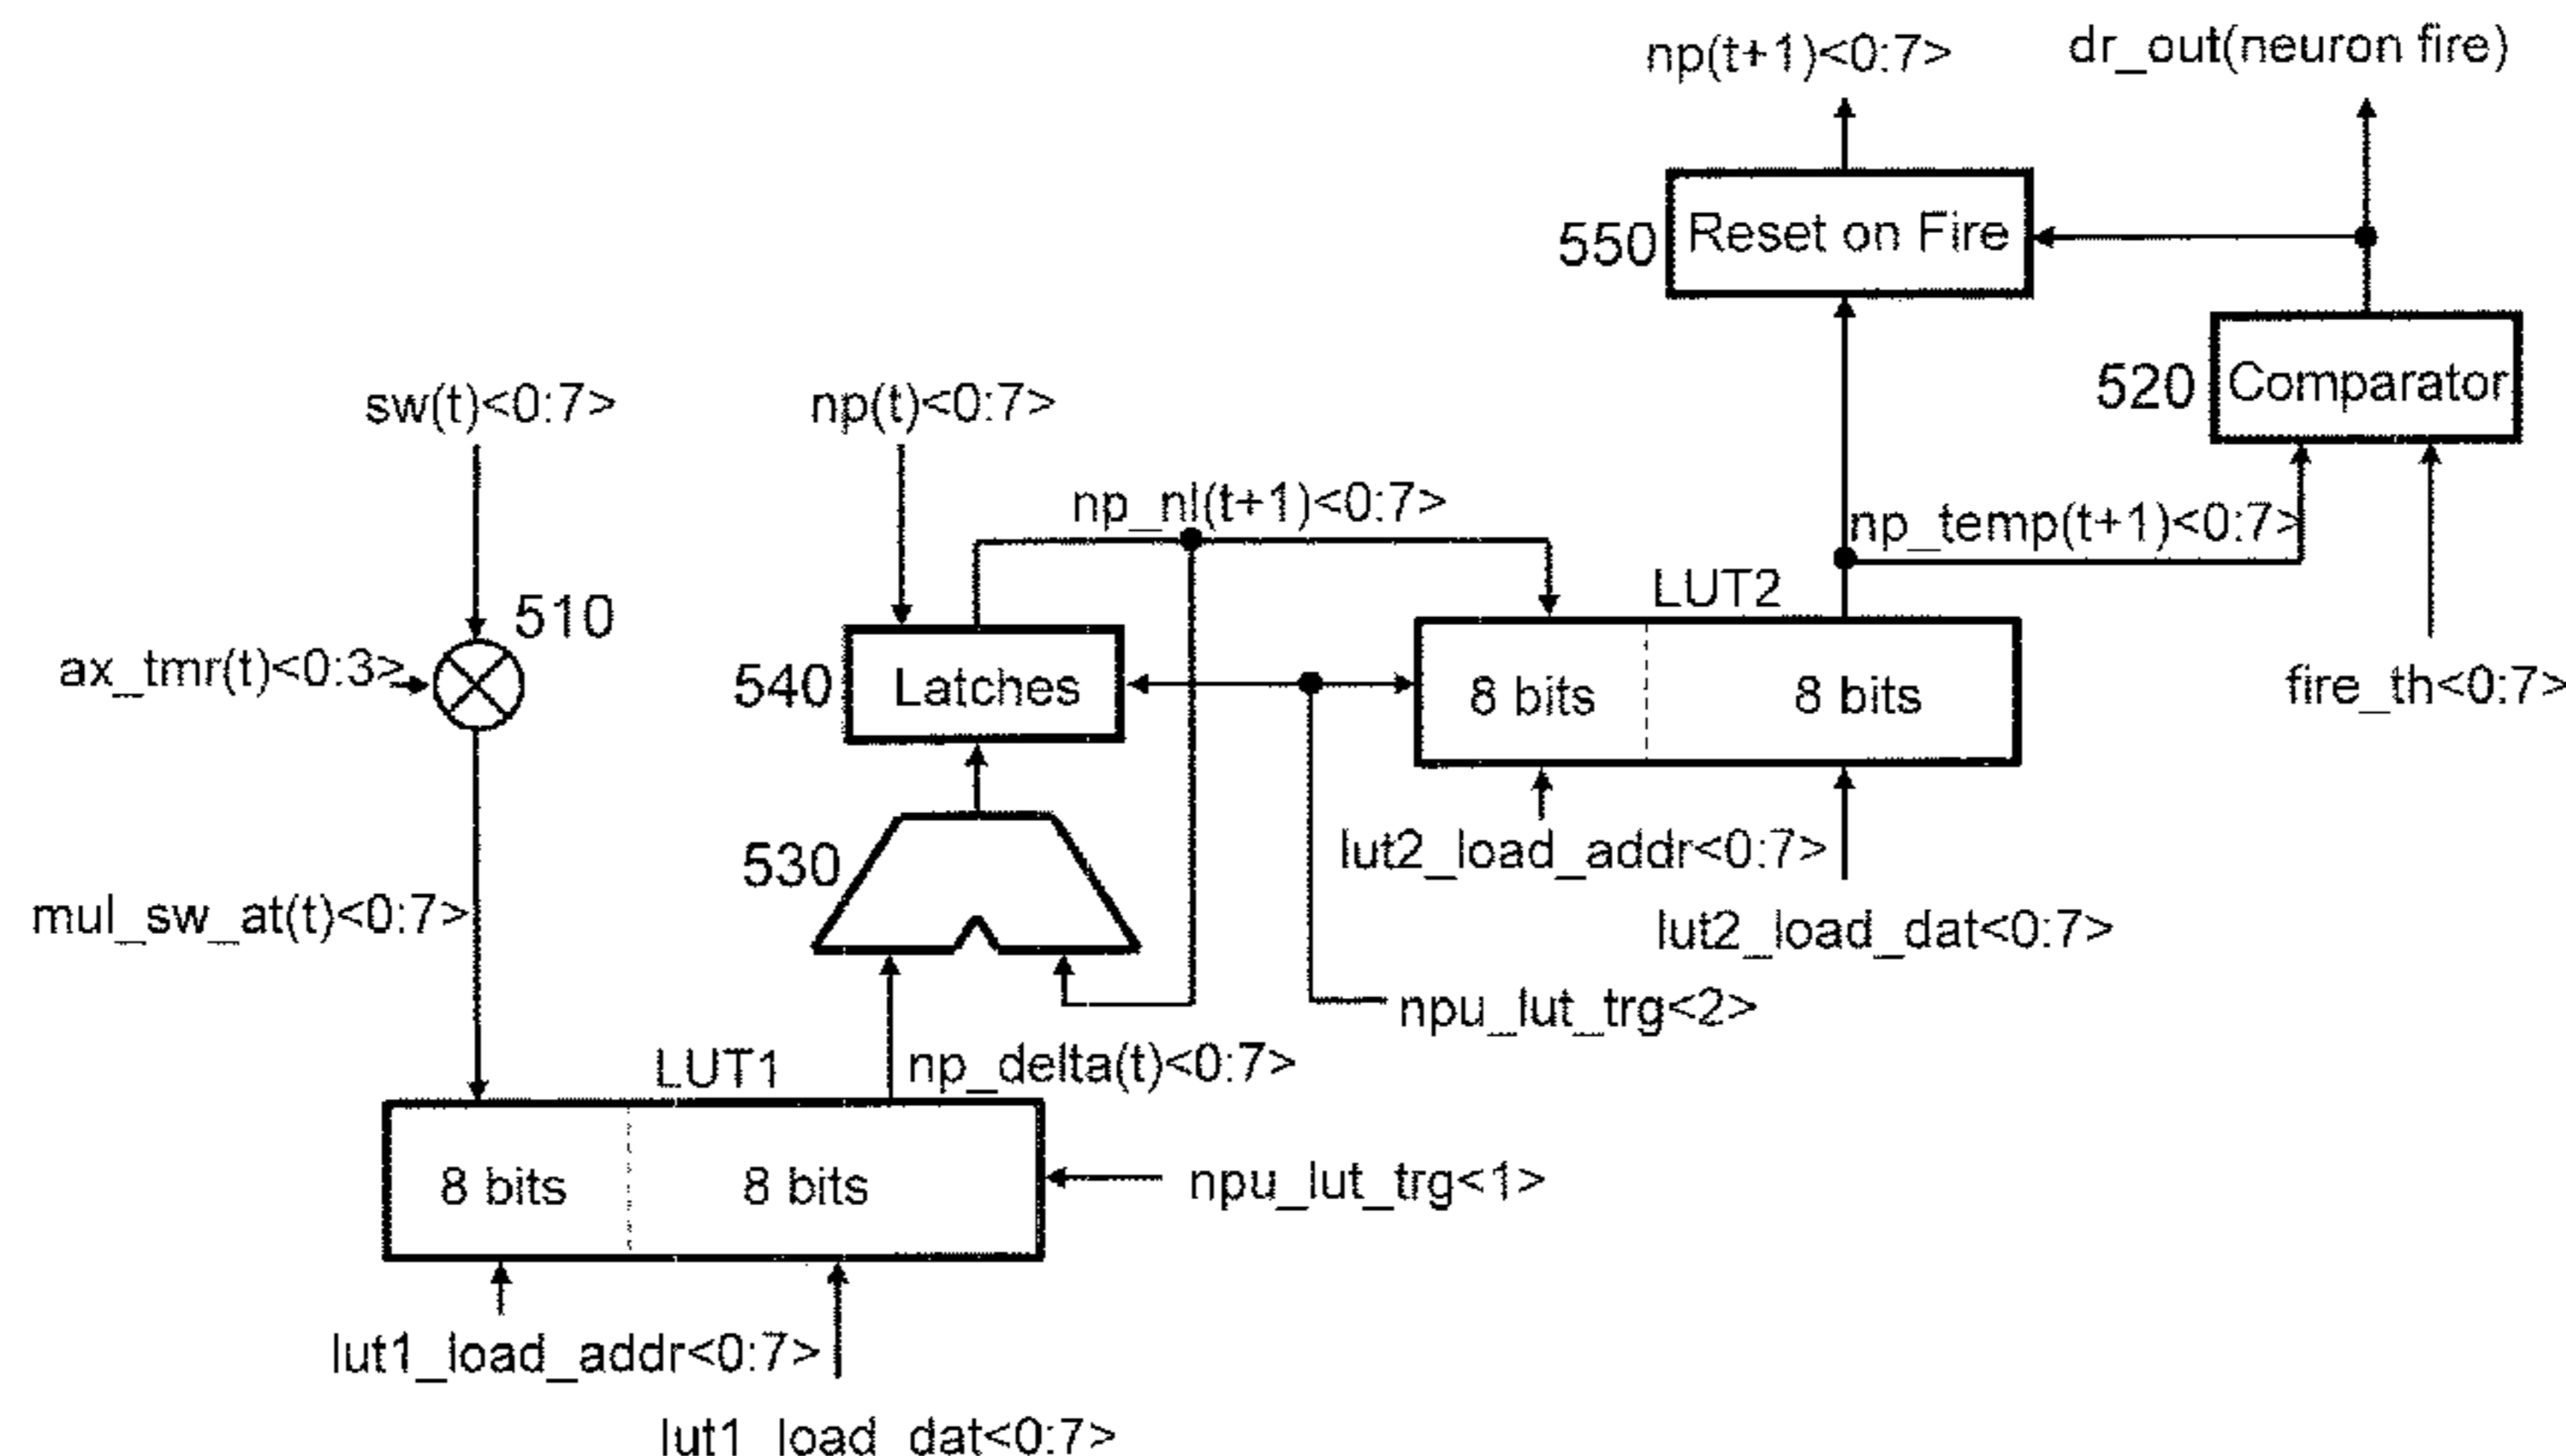 np(t+1)<0:7>
dr_out(neuron fire)
550
Reset on Fire
520
Comparator
sw(t)<0:7>
np(t)<0:7>
np_nl(t+1)<0:7>
np_temp(t+1)<0:7>
LUT2
510
ax_tmr(t)<0:3>
540
Latches
8 bits
8 bits
fire_th<0:7>
lut2_load_addr<0:7>
530
mul_sw_at(t)<0:7>
lut2_load_dat<0:7>
npu_lut_trg<2>
LUT1
np_delta(t)<0:7>
8 bits
8 bits
npu_lut_trg<1>
lut1_load_addr<0:7>
lut1_load_dat<0:7>